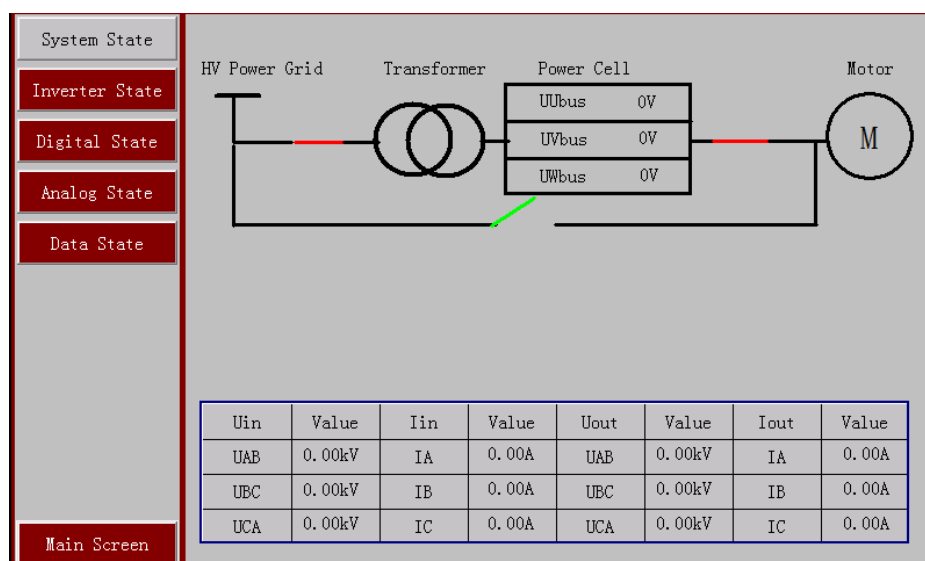 System State
Inverter State
Digital State
Analog State
Data State
Main Screen
HV Power Grid Transformer Power Cell Motor
UUbus 0V
UVbus 0V
UWbus 0V
M
Uin Value Iin Value Uout Value Iout Value
UAB 0.00kV IA 0.00A UAB 0.00kV IA 0.00A
UBC 0.00kV IB 0.00A UBC 0.00kV IB 0.00A
UCA 0.00kV IC 0.00A UCA 0.00kV IC 0.00A